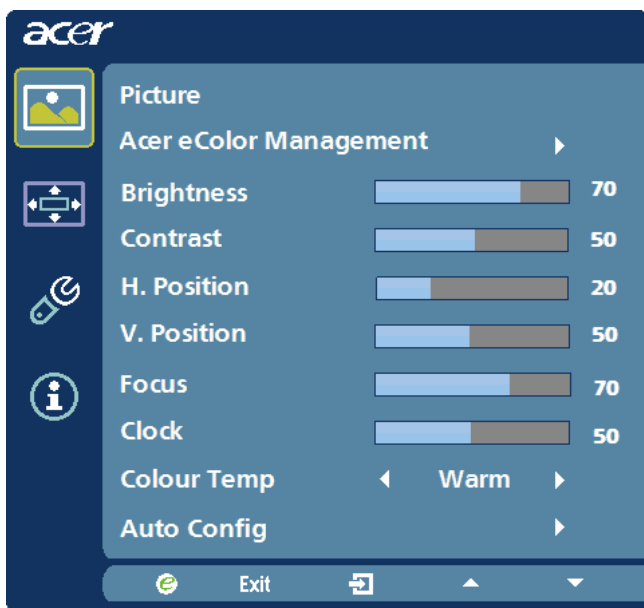 acer
Picture
Acer eColor Management
Brightness 70
Contrast 50
H. Position 20
V. Position 50
Focus 70
Clock 50
Colour Temp Warm
Auto Config
e Exit